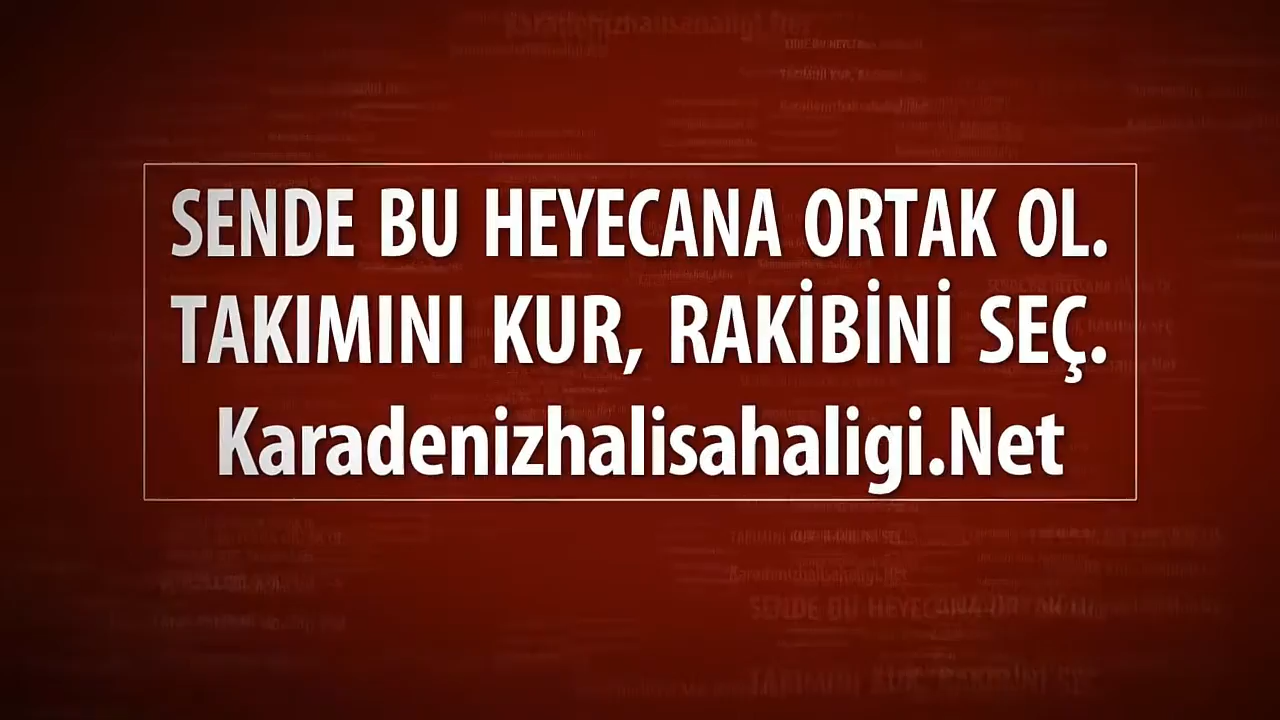 SENDE BU HEYECANA ORTAK OL.
TAKIMINI KUR, RAKİBİNİ SEÇ.
Karadenizhalisahaligi.Net